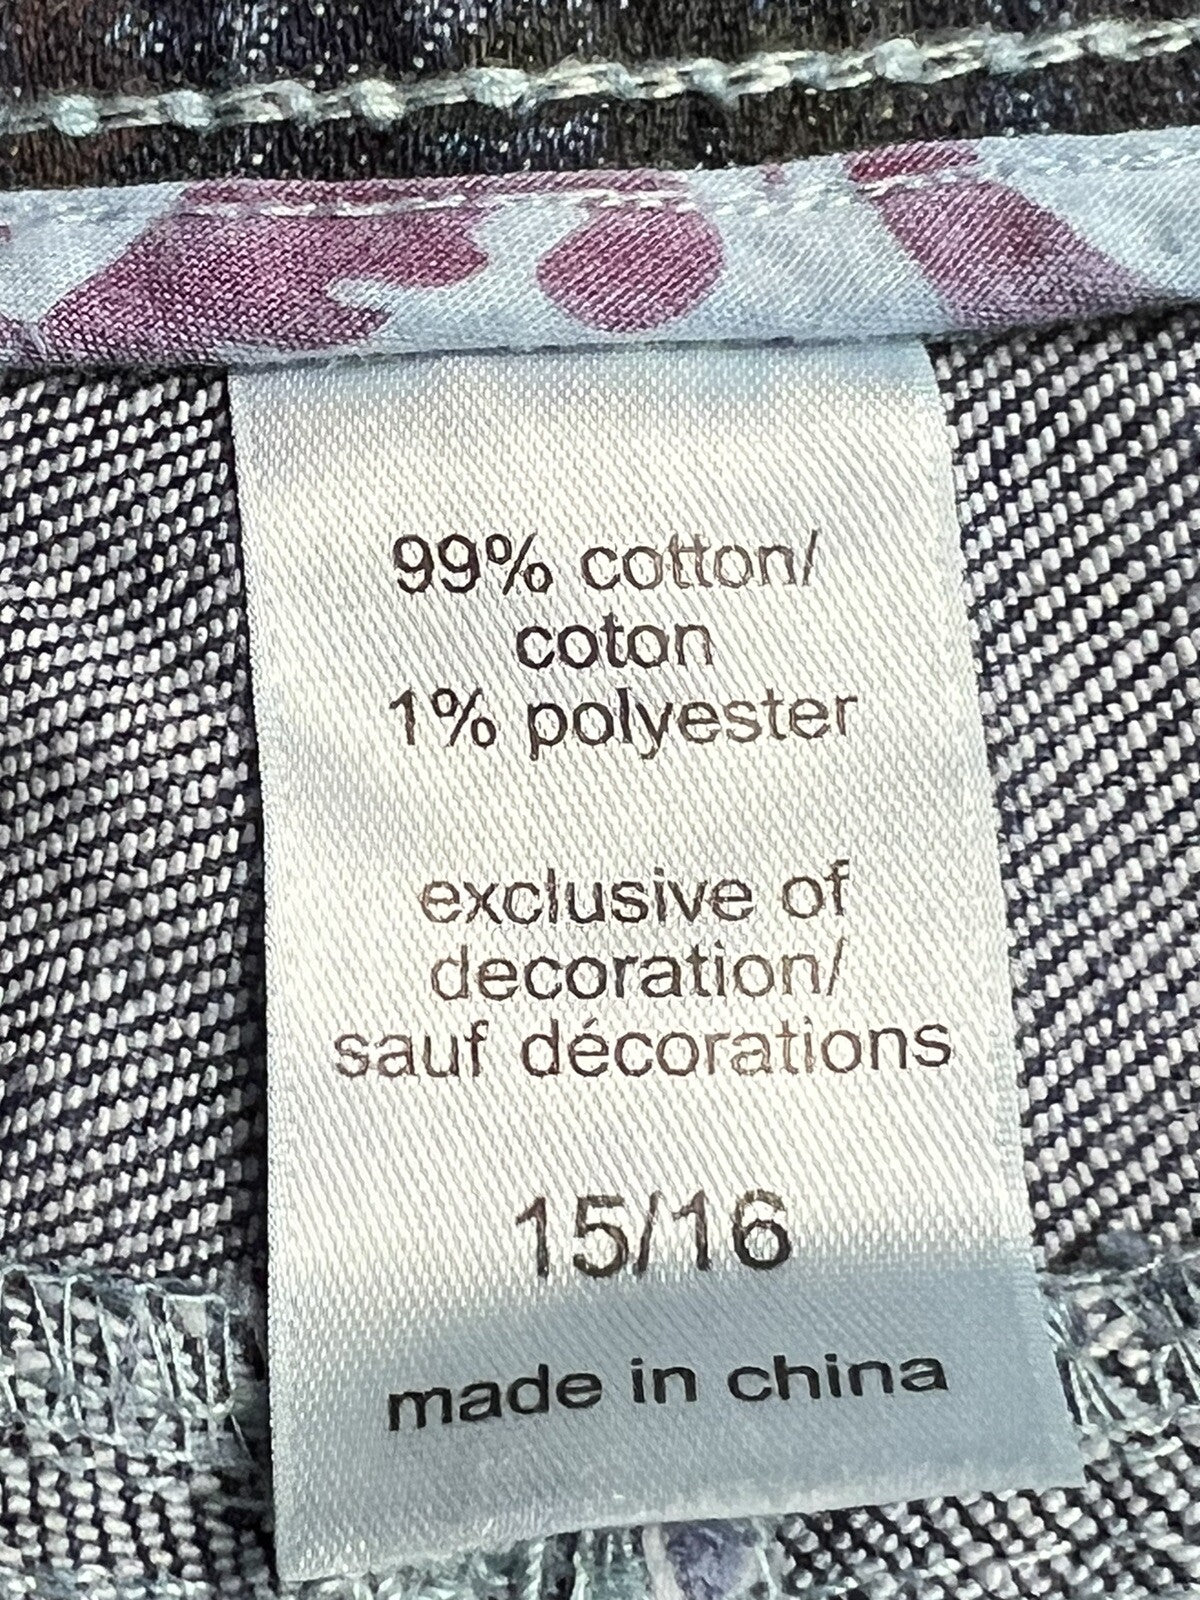 99% cotton/
coton
1% polyester
exclusive of
decoration/
sauf décorations
15/16
made in china